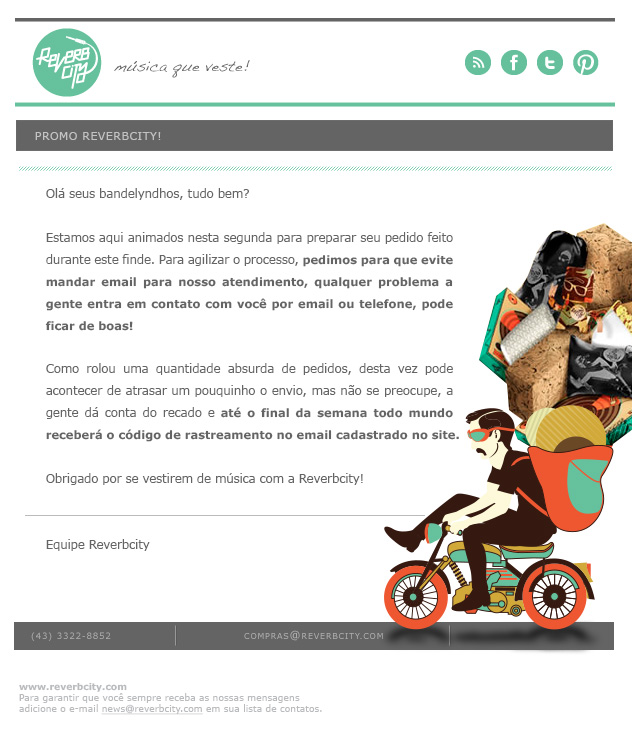 REVERB
CITY
música que veste!
PROMO REVERBCITY!
Olá seus bandelyndhos, tudo bem?
Estamos aqui animados nesta segunda para preparar seu pedido feito
durante este finde. Para agilizar o processo, pedimos para que evite
mandar email para nosso atendimento, qualquer problema a
gente entra em contato com você por email ou telefone, pode
ficar de boas!
Como rolou uma quantidade absurda de pedidos, desta vez pode
acontecer de atrasar um pouquinho o envio, mas não se preocupe, a
gente dá conta do recado e até o final da semana todo mundo
receberá o código de rastreamento no email cadastrado no site.
Obrigado por se vestirem de música com a Reverbcity!
Equipe Reverbcity
(43) 3322-8852
COMPRAS@REVERBCITY.COM
www.reverbcity.com
Para garantir que você sempre receba as nossas mensagens
adicione o e-mail news@reverbcity.com em sua lista de contatos.